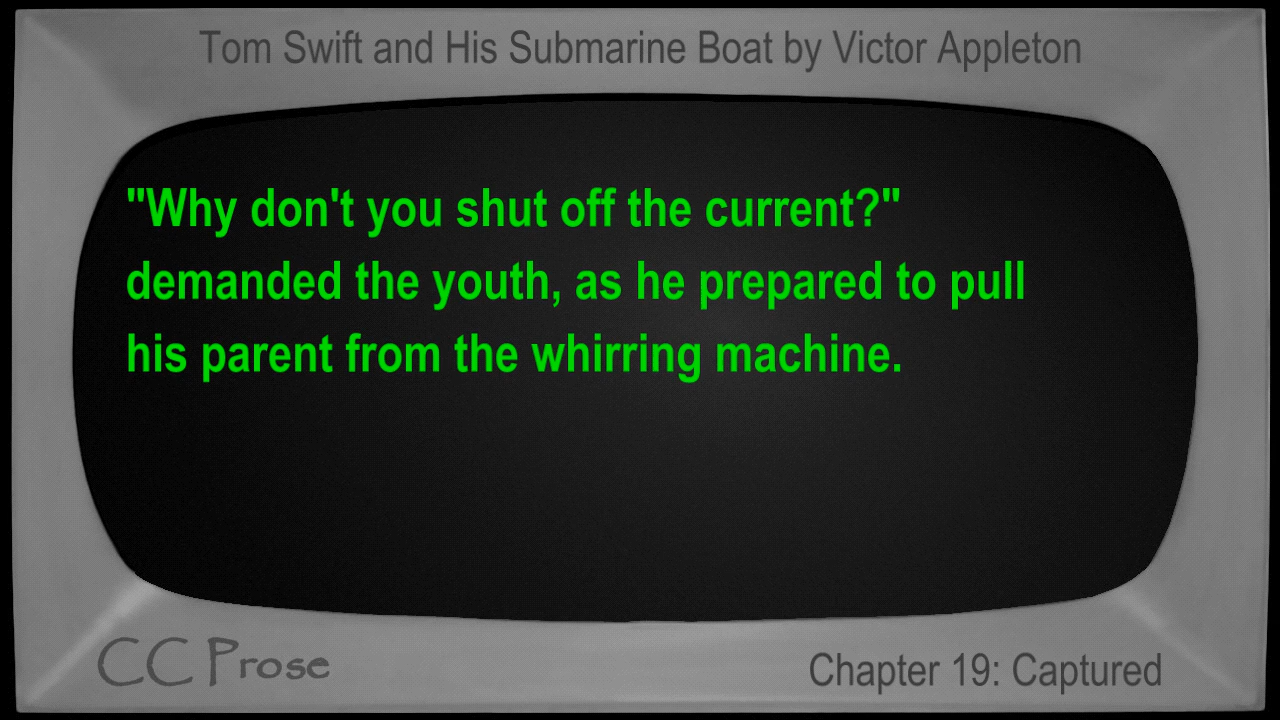 Tom Swift and His Submarine Boat by Victor Appleton
"Why don't you shut off the current?"
demanded the youth, as he prepared to pull
his parent from the whirring machine.
CC Prose
Chapter 19: Captured